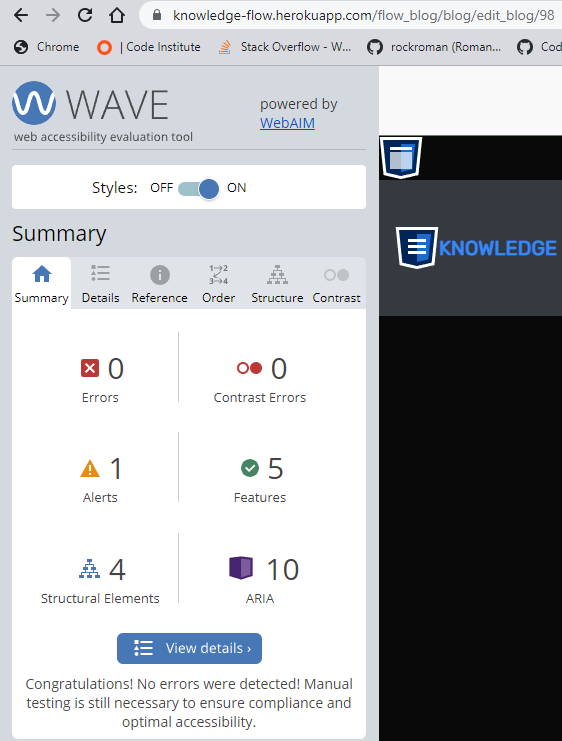 knowledge-flow.herokuapp.com/flow_blog/blog/edit_blog/98
Chrome | Code Institute Stack Overflow - W... rockroman (Roman... Cod
WAVE
web accessibility evaluation tool
powered by
WebAIM
Styles: OFF ON
Summary
Summary Details Reference Order Structure Contrast
0
Errors
0
Contrast Errors
1
Alerts
5
Features
4
Structural Elements
10
ARIA
View details ›
Congratulations! No errors were detected! Manual
testing is still necessary to ensure compliance and
optimal accessibility.
KNOWLEDGE